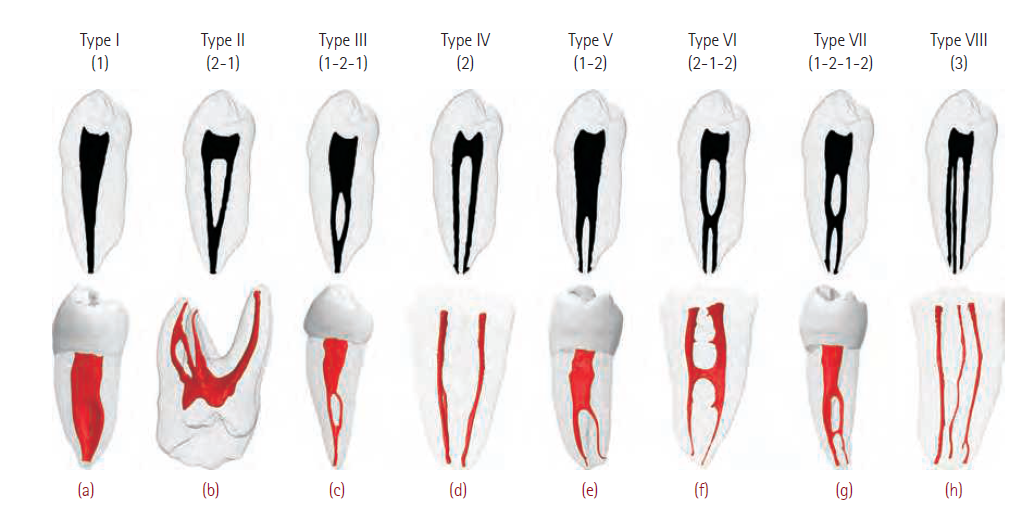 Type I
(1)
Type II
(2-1)
Type III
(1-2-1)
Type IV
(2)
Type V
(1-2)
Type VI
(2-1-2)
Type VII
(1-2-1-2)
Type VIII
(3)
(a)
(b)
(c)
(d)
(e)
(f)
(g)
(h)